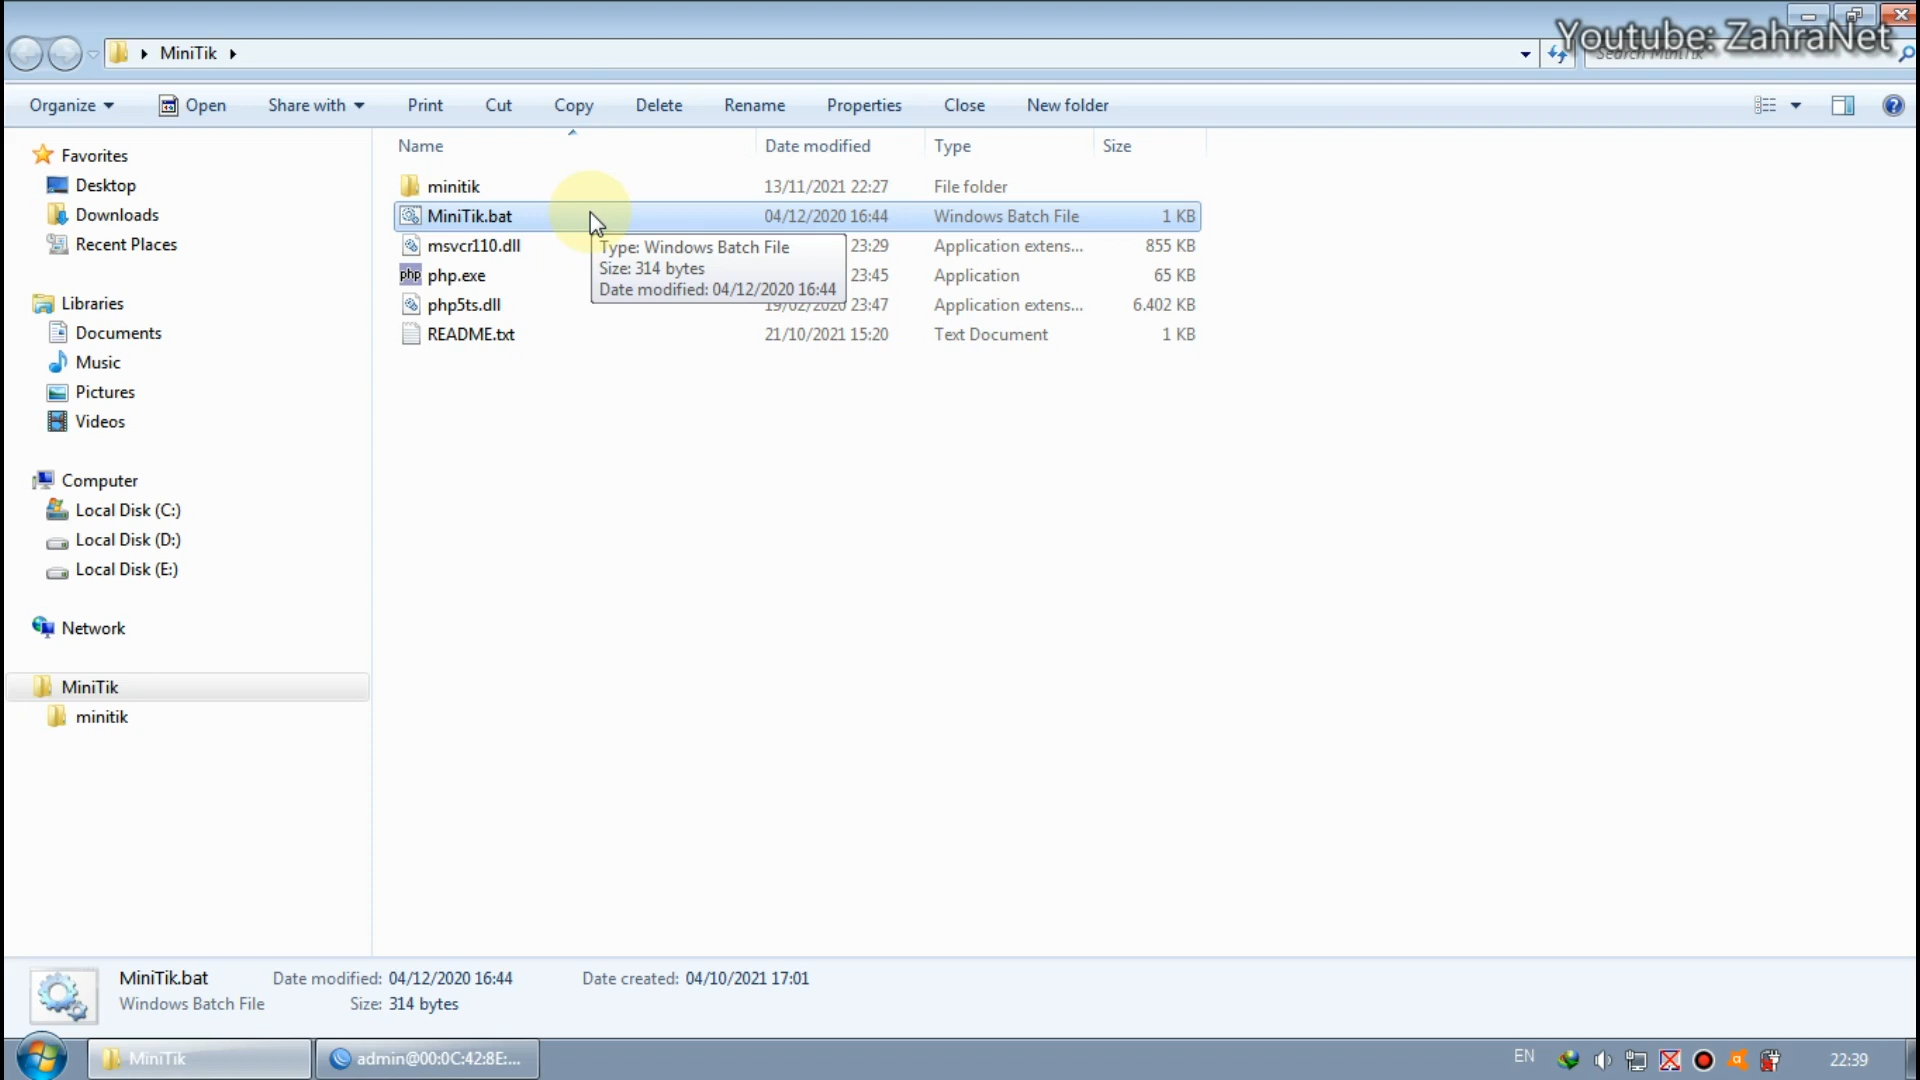 Youtube: ZahraNet
MiniTik
Search MiniTik
Organize Open Share with Print Cut Copy Delete Rename Properties Close New folder
Name Date modified Type Size
Favorites
Desktop
Downloads
Recent Places
Libraries
Documents
Music
Pictures
Videos
Computer
Local Disk (C:)
Local Disk (D:)
Local Disk (E:)
Network
MiniTik
minitik
minitik 13/11/2021 22:27 File folder
MiniTik.bat 04/12/2020 16:44 Windows Batch File 1 KB
msvcr110.dll 23:29 Application extens... 855 KB
php php.exe 23:45 Application 65 KB
php5ts.dll 19/02/2020 23:47 Application extens... 6.402 KB
README.txt 21/10/2021 15:20 Text Document 1 KB
Type: Windows Batch File
Size: 314 bytes
Date modified: 04/12/2020 16:44
MiniTik.bat Date modified: 04/12/2020 16:44 Date created: 04/10/2021 17:01
Windows Batch File Size: 314 bytes
MiniTik admin@00:0C:42:8E:... EN 22:39